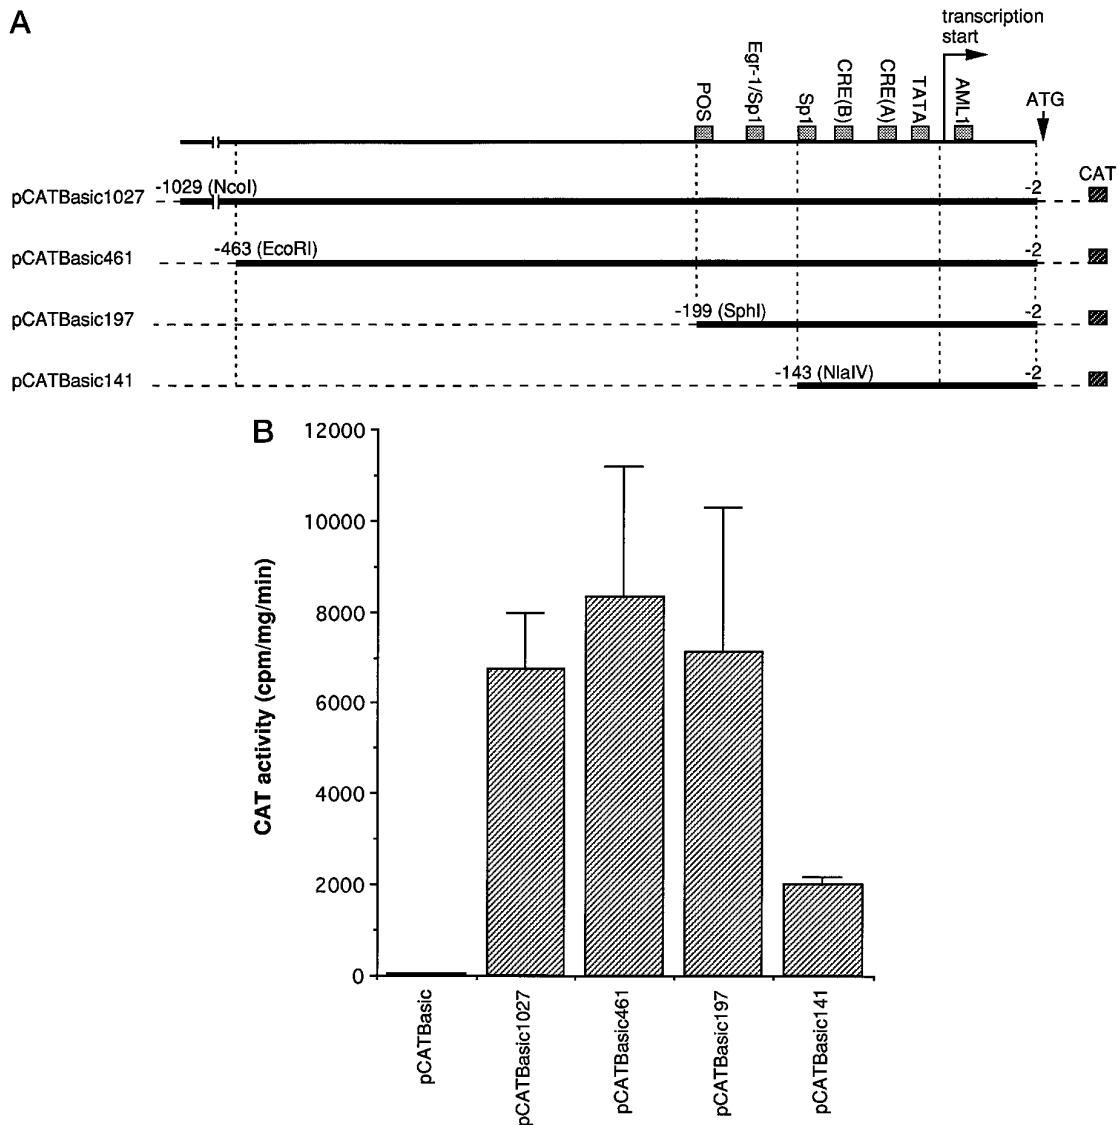 A
transcription
start
POS
Egr-1/Sp1
Sp1
CRE(B)
CRE(A)
TATA
AML1
ATG
CAT
pCATBasic1027
-1029 (NcoI)
-2
pCATBasic461
-463 (EcoRI)
-2
pCATBasic197
-199 (SphI)
-2
pCATBasic141
-143 (NlaIV)
-2
B
CAT activity (cpm/mg/min)
12000
10000
8000
6000
4000
2000
0
pCATBasic
pCATBasic1027
pCATBasic461
pCATBasic197
pCATBasic141